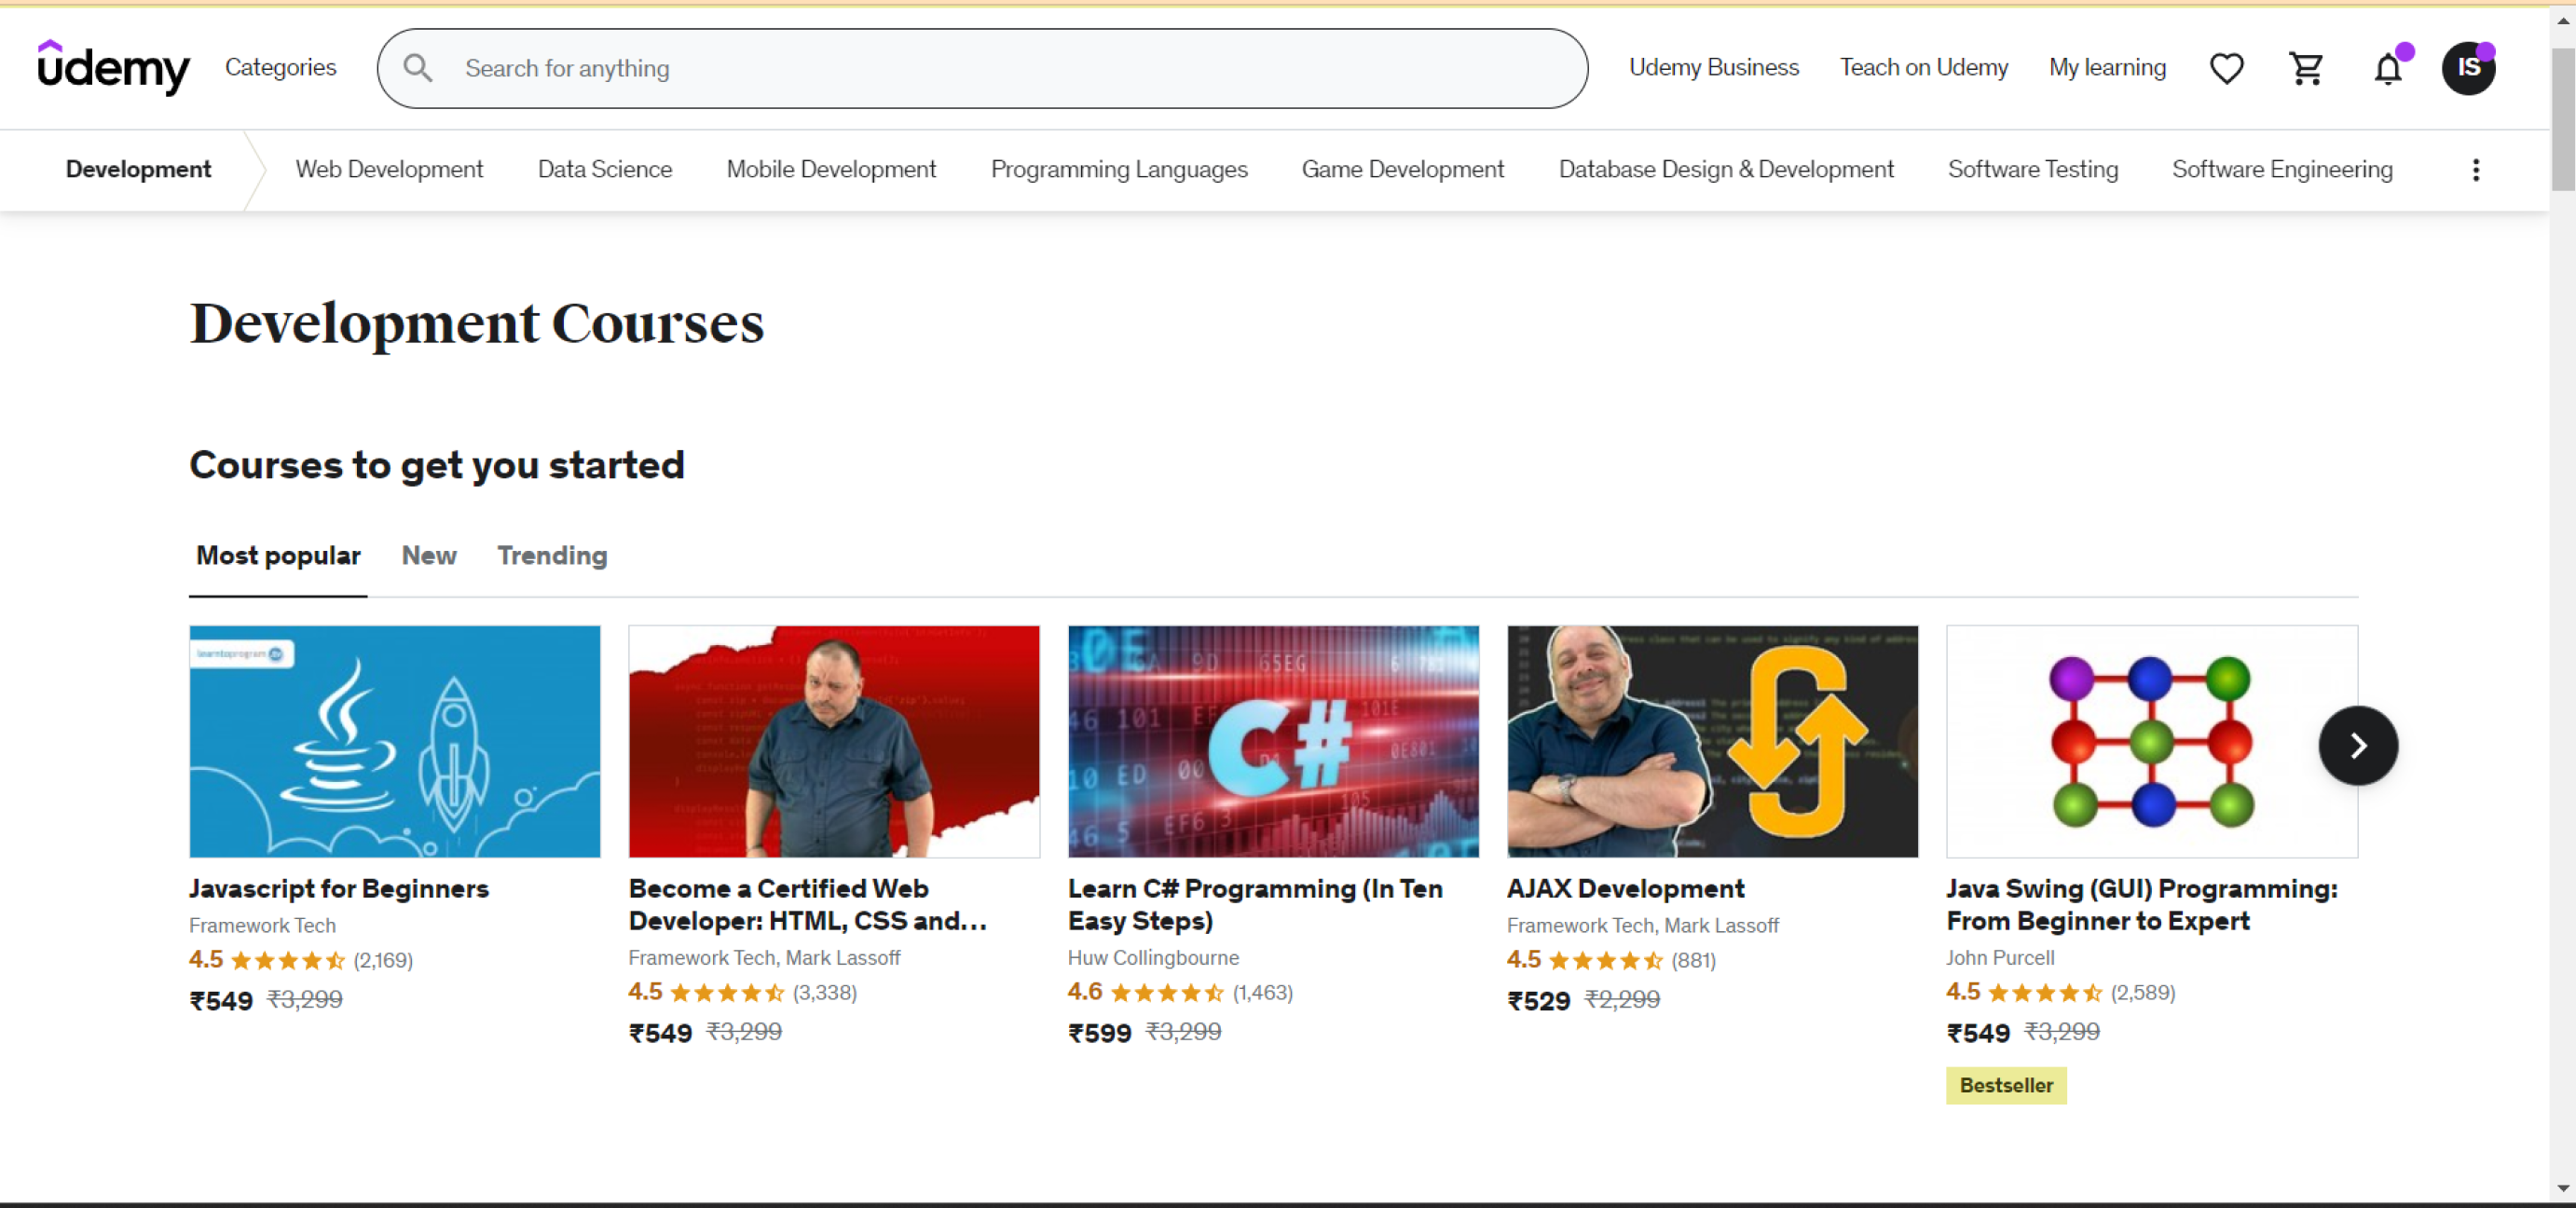 ûdemy
Categories
Search for anything
Udemy Business
Teach on Udemy
My learning
IS
Development
Web Development
Data Science
Mobile Development
Programming Languages
Game Development
Database Design & Development
Software Testing
Software Engineering
Development Courses
Courses to get you started
Most popular
New
Trending
learntoprogram
C#
Javascript for Beginners
Framework Tech
4.5 (2,169)
₹549 ₹3,299
Become a Certified Web
Developer: HTML, CSS and...
Framework Tech, Mark Lassoff
4.5 (3,338)
₹549 ₹3,299
Learn C# Programming (In Ten
Easy Steps)
Huw Collingbourne
4.6 (1,463)
₹599 ₹3,299
AJAX Development
Framework Tech, Mark Lassoff
4.5 (881)
₹529 ₹2,299
Java Swing (GUI) Programming:
From Beginner to Expert
John Purcell
4.5 (2,589)
₹549 ₹3,299
Bestseller